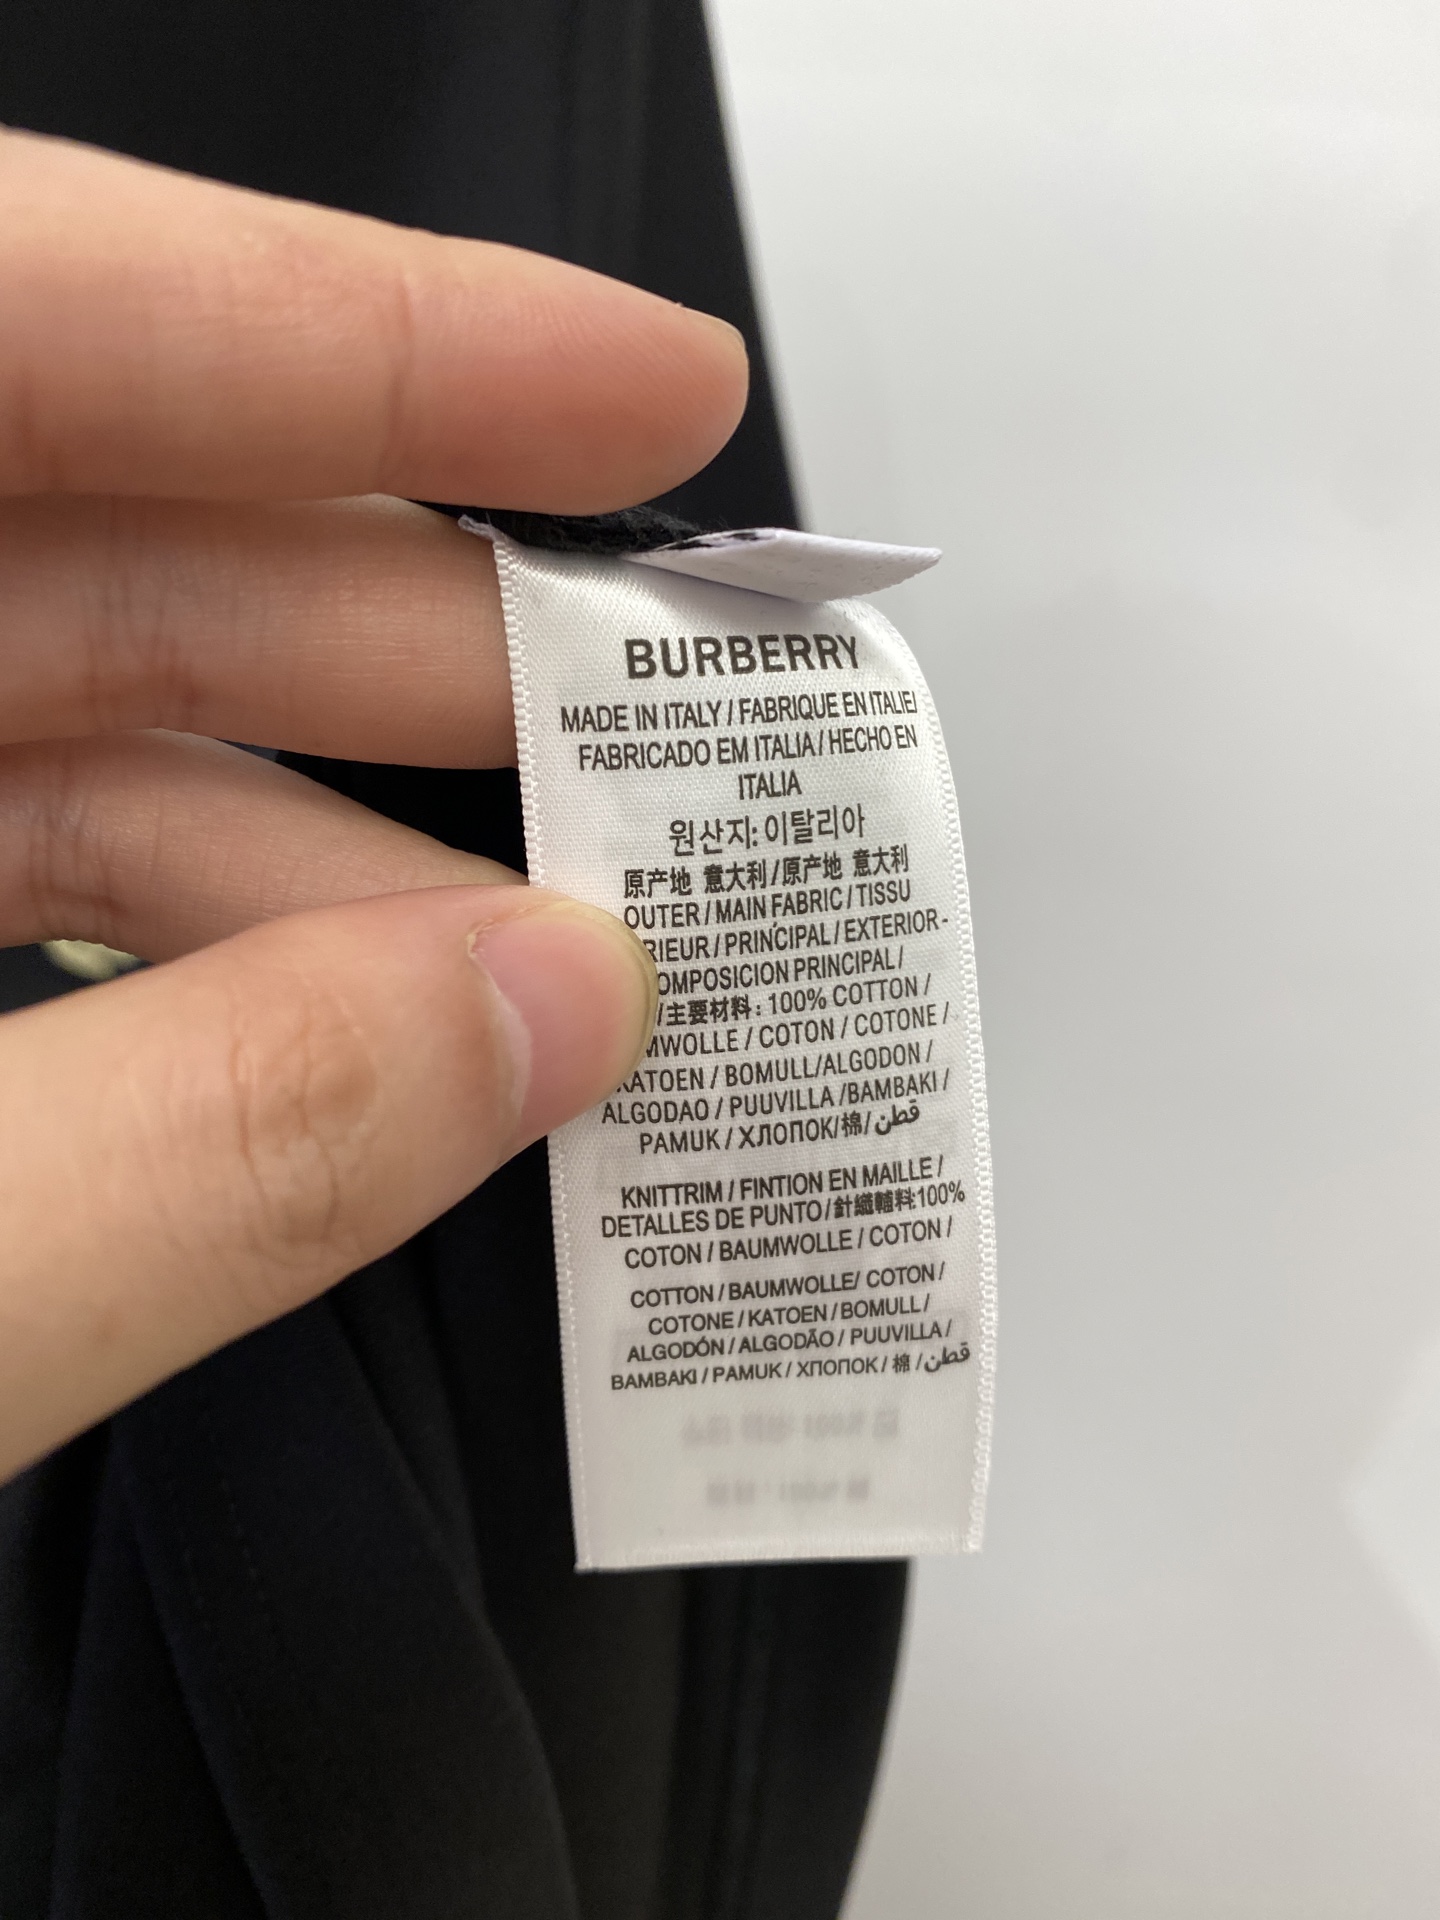 BURBERRY
MADE IN ITALY / FABRIQUE EN ITALIE/
FABRICADO EM ITALIA / HECHO EN
ITALIA
원산지: 이탈리아
原产地 意大利 / 原产地 意大利
OUTER / MAIN FABRIC / TISSU
RIEUR / PRINCIPAL / EXTERIOR-
OMPOSICION PRINCIPAL /
/ 主要材料 : 100% COTTON /
MWOLLE / COTON / COTONE /
KATOEN / BOMULL/ALGODON /
ALGODAO / PUUVILLA /BAMBAKI /
PAMUK / ХЛОПОК/棉/قطن
KNITTRIM / FINTION EN MAILLE /
DETALLES DE PUNTO / 針織輔料:100%
COTON / BAUMWOLLE / COTON /
COTTON / BAUMWOLLE/ COTON /
COTONE / KATOEN / BOMULL /
ALGODÓN / ALGODÃO / PUUVILLA /
BAMBAKI / PAMUK / ХПОПОК / 棉 / قطن